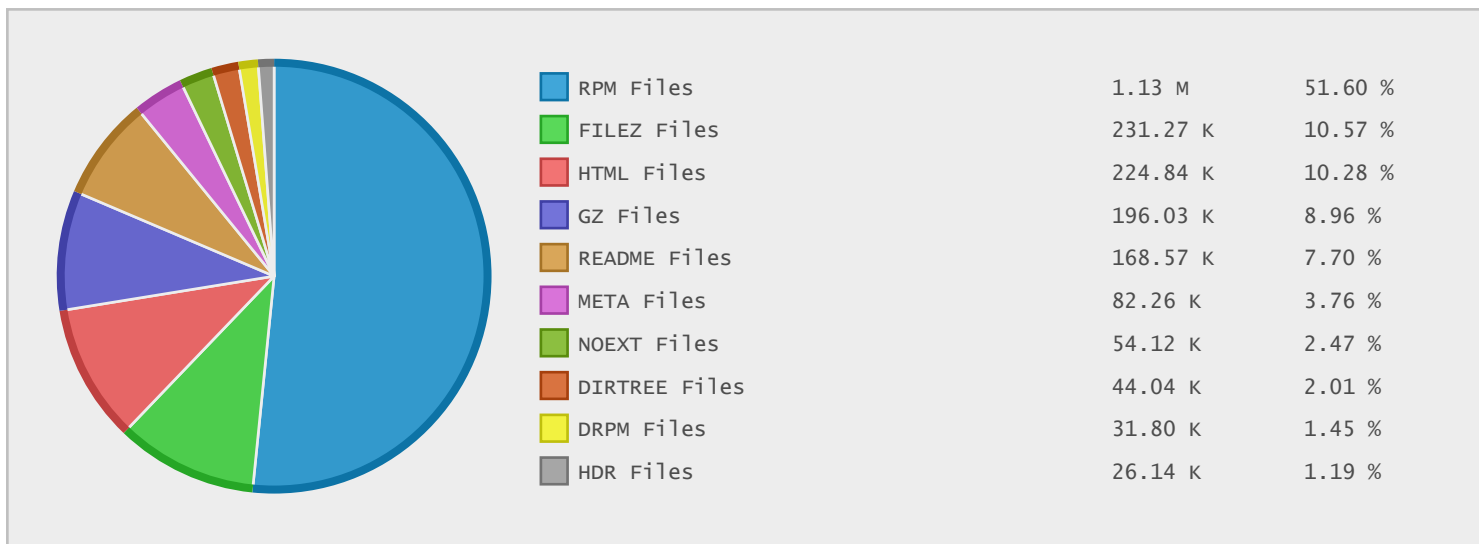 RPM Files 1.13 M 51.60 %
FILEZ Files 231.27 K 10.57 %
HTML Files 224.84 K 10.28 %
GZ Files 196.03 K 8.96 %
README Files 168.57 K 7.70 %
META Files 82.26 K 3.76 %
NOEXT Files 54.12 K 2.47 %
DIRTREE Files 44.04 K 2.01 %
DRPM Files 31.80 K 1.45 %
HDR Files 26.14 K 1.19 %